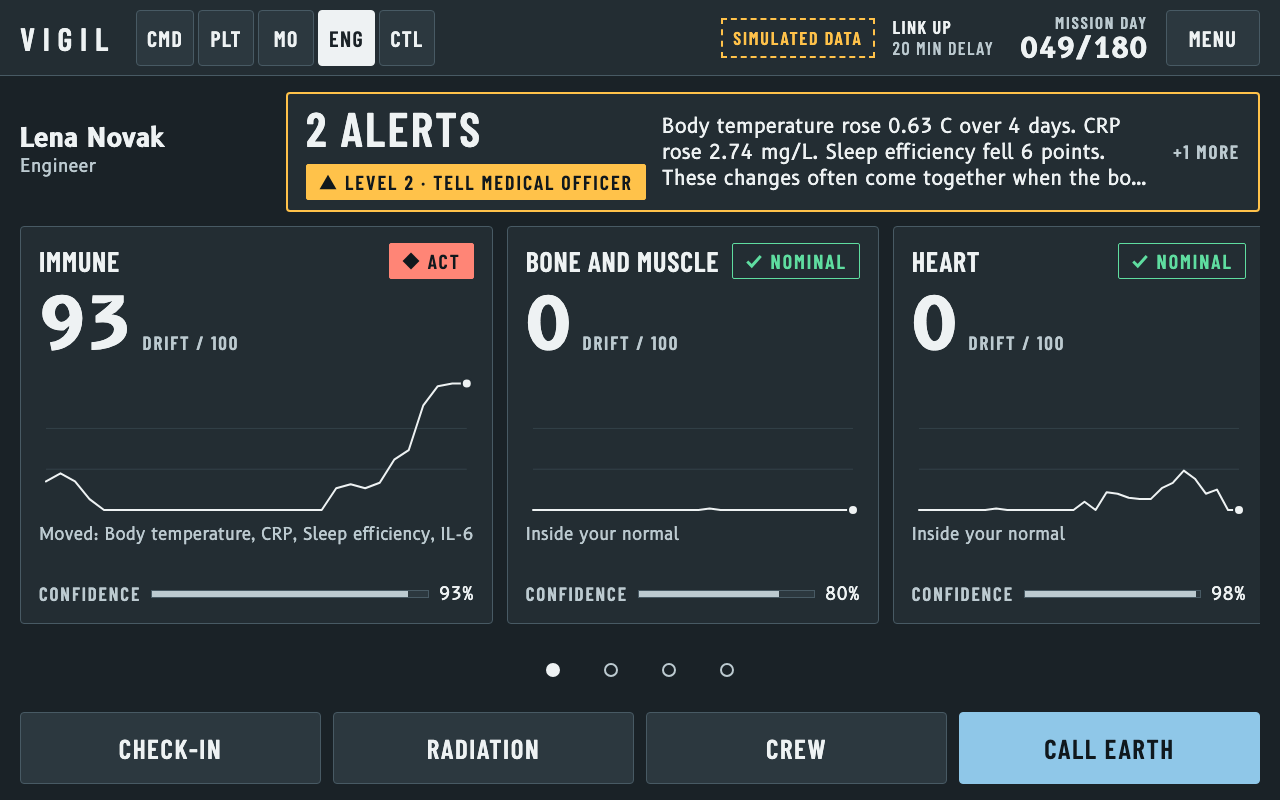 VIGIL
CMD
PLT
MO
ENG
CTL
SIMULATED DATA
LINK UP
20 MIN DELAY
MISSION DAY
049/180
MENU
Lena Novak
Engineer
2 ALERTS
LEVEL 2 · TELL MEDICAL OFFICER
Body temperature rose 0.63 C over 4 days. CRP
rose 2.74 mg/L. Sleep efficiency fell 6 points.
These changes often come together when the bo...
+1 MORE
IMMUNE
ACT
93 DRIFT / 100
Moved: Body temperature, CRP, Sleep efficiency, IL-6
CONFIDENCE 93%
BONE AND MUSCLE
NOMINAL
0 DRIFT / 100
Inside your normal
CONFIDENCE 80%
HEART
NOMINAL
0 DRIFT / 100
Inside your normal
CONFIDENCE 98%
CHECK-IN
RADIATION
CREW
CALL EARTH